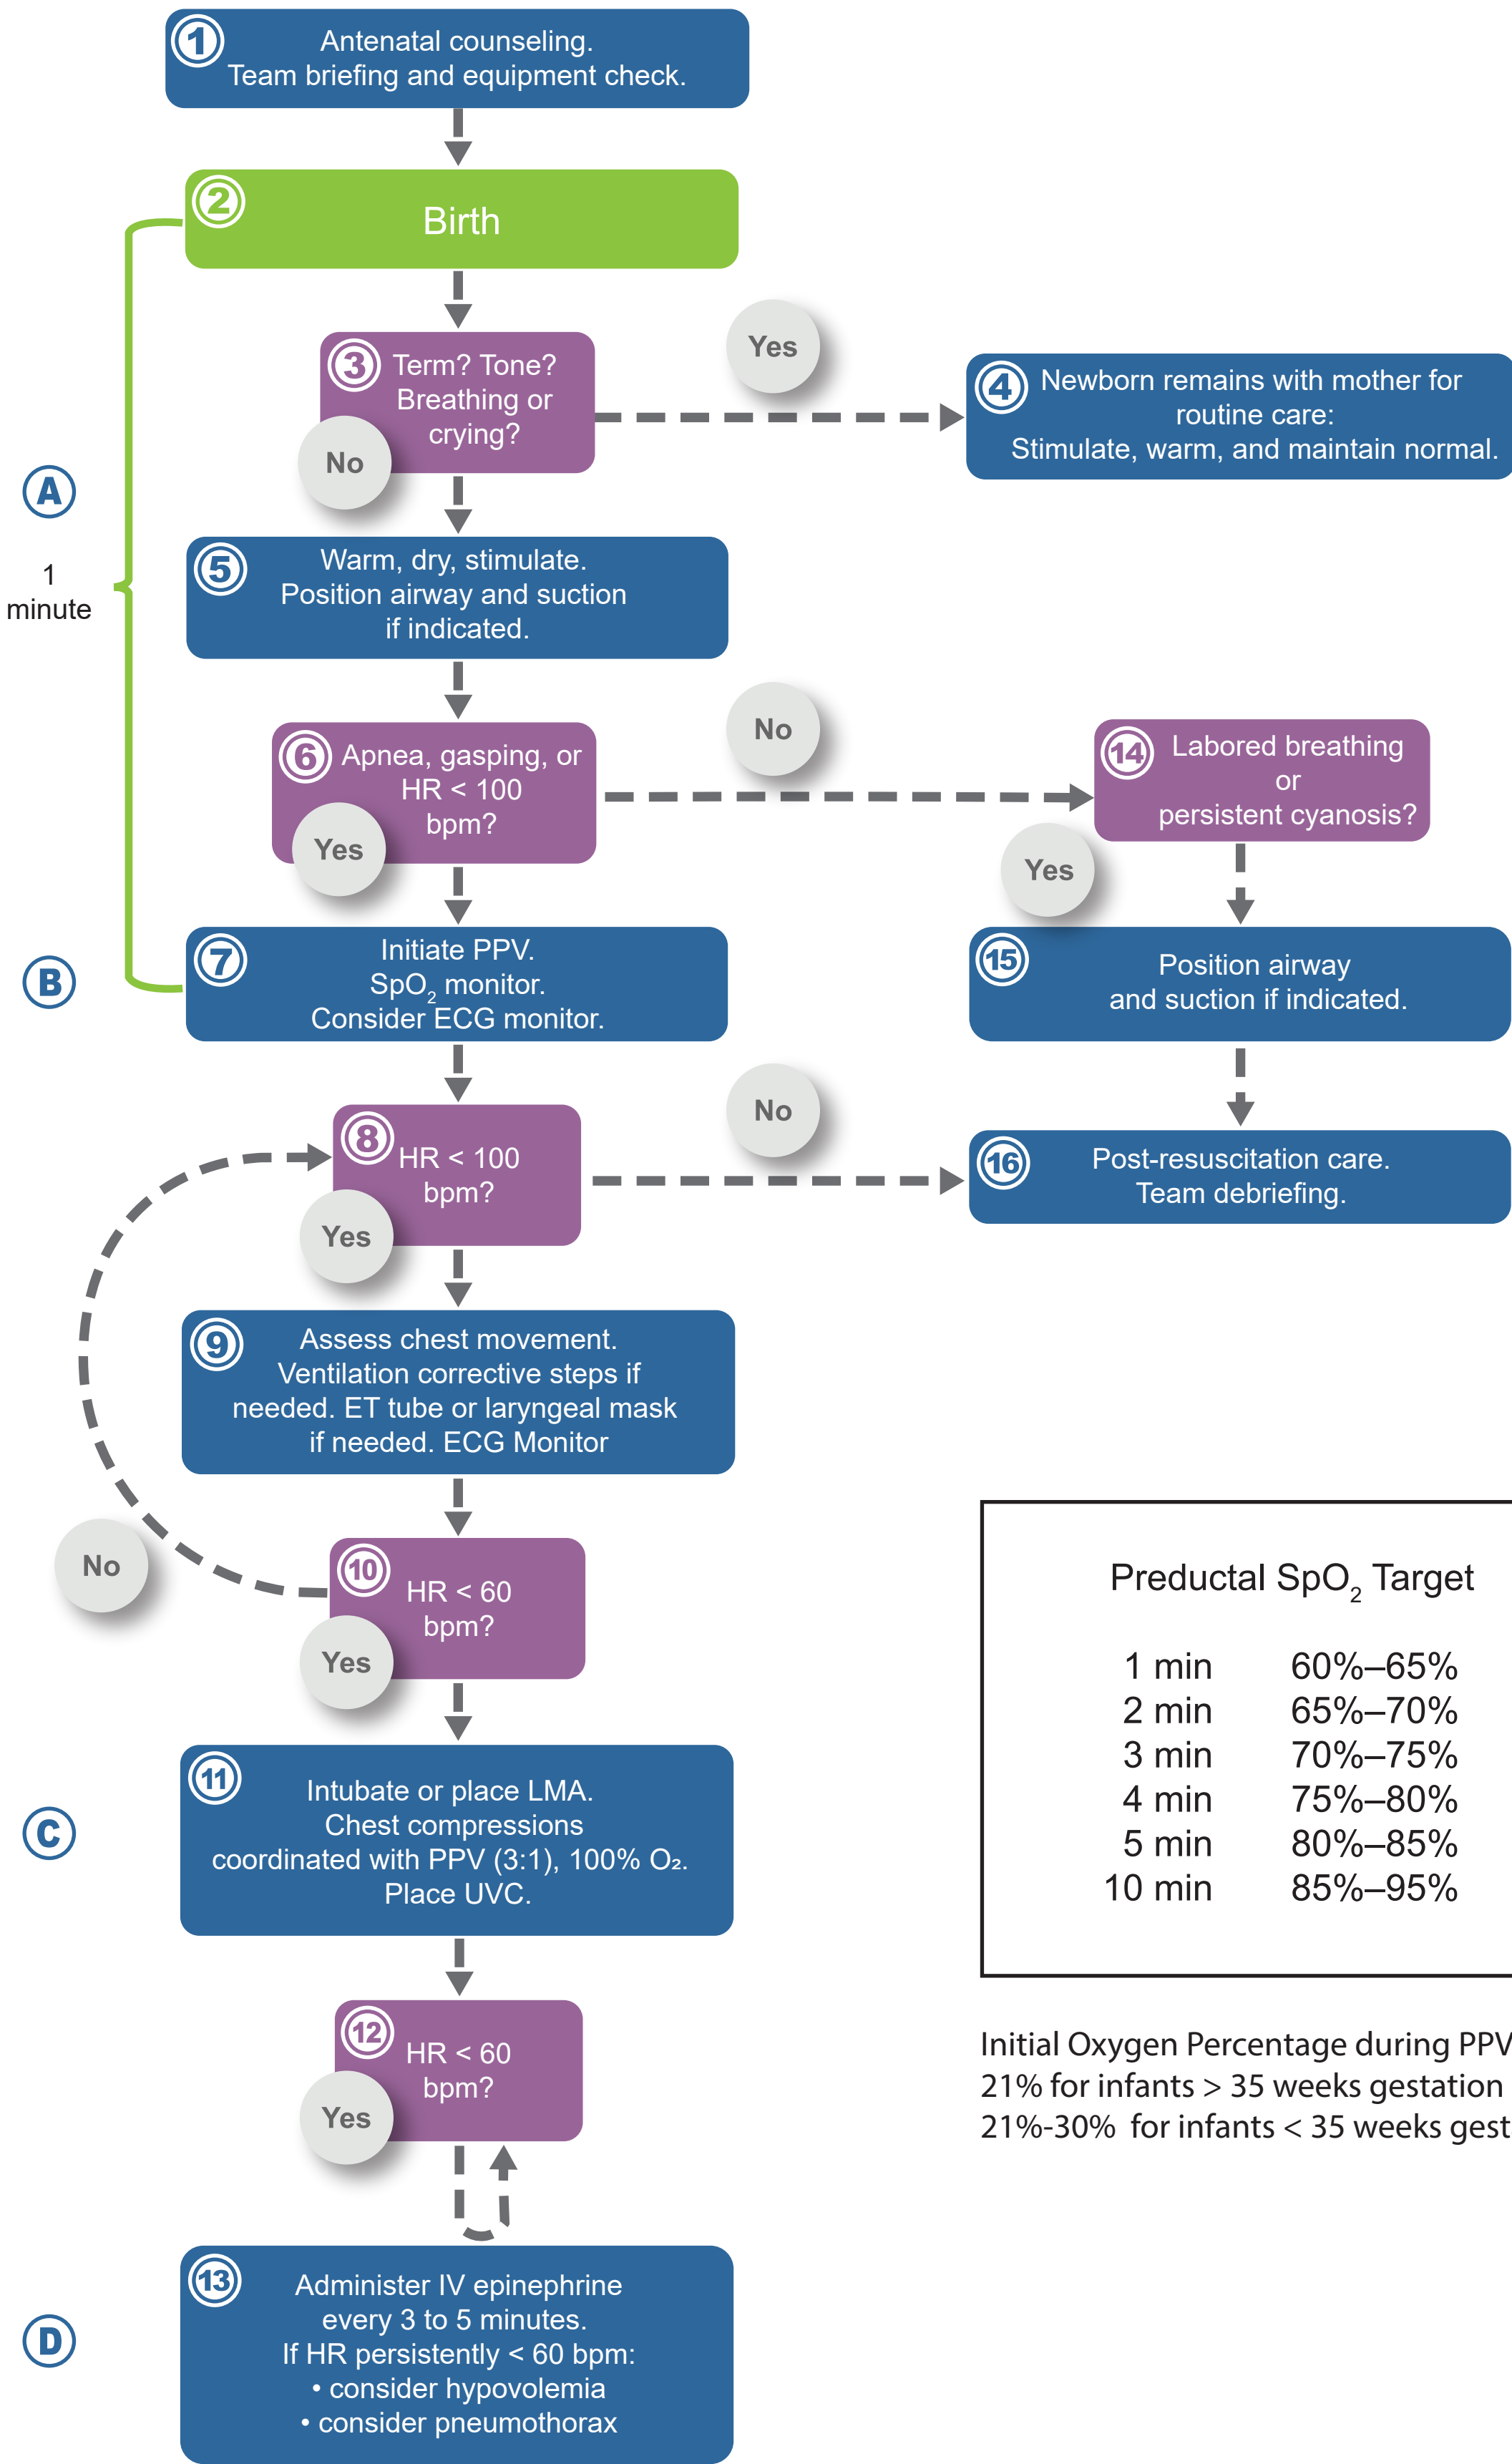 1
Antenatal counseling.
Team briefing and equipment check.
2
Birth
3
Term? Tone?
Breathing or
crying?
Yes
No
4
Newborn remains with mother for
routine care:
Stimulate, warm, and maintain normal.
A
1
minute
5
Warm, dry, stimulate.
Position airway and suction
if indicated.
6
Apnea, gasping, or
HR < 100
bpm?
No
Yes
14
Labored breathing
or
persistent cyanosis?
Yes
B
7
Initiate PPV.
SpO₂ monitor.
Consider ECG monitor.
15
Position airway
and suction if indicated.
8
HR < 100
bpm?
No
Yes
16
Post-resuscitation care.
Team debriefing.
9
Assess chest movement.
Ventilation corrective steps if
needed. ET tube or laryngeal mask
if needed. ECG Monitor
10
HR < 60
bpm?
No
Yes
C
11
Intubate or place LMA.
Chest compressions
coordinated with PPV (3:1), 100% O₂.
Place UVC.
12
HR < 60
bpm?
Yes
D
13
Administer IV epinephrine
every 3 to 5 minutes.
If HR persistently < 60 bpm:
• consider hypovolemia
• consider pneumothorax
Preductal SpO₂ Target
1 min 60%–65%
2 min 65%–70%
3 min 70%–75%
4 min 75%–80%
5 min 80%–85%
10 min 85%–95%
Initial Oxygen Percentage during PPV
21% for infants > 35 weeks gestation
21%-30% for infants < 35 weeks gest